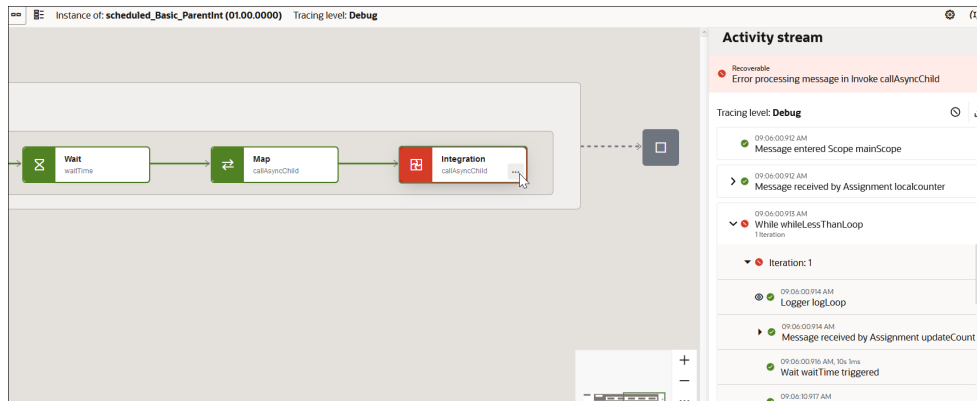 Instance of: scheduled_Basic_ParentInt (01.00.0000) Tracing level: Debug
Activity stream
Recoverable
Error processing message in Invoke callAsyncChild
Tracing level: Debug
09:06:00.912 AM
Message entered Scope mainScope
09:06:00.912 AM
Message received by Assignment localcounter
09:06:00.913 AM
While whileLessThanLoop
1 Iteration
Iteration: 1
09:06:00.914 AM
Logger logLoop
09:06:00.914 AM
Message received by Assignment updateCount
09:06:00.916 AM, 10s 1ms
Wait waitTime triggered
09:06:10.917 AM
Wait
waitTime
Map
callAsyncChild
Integration
callAsyncChild